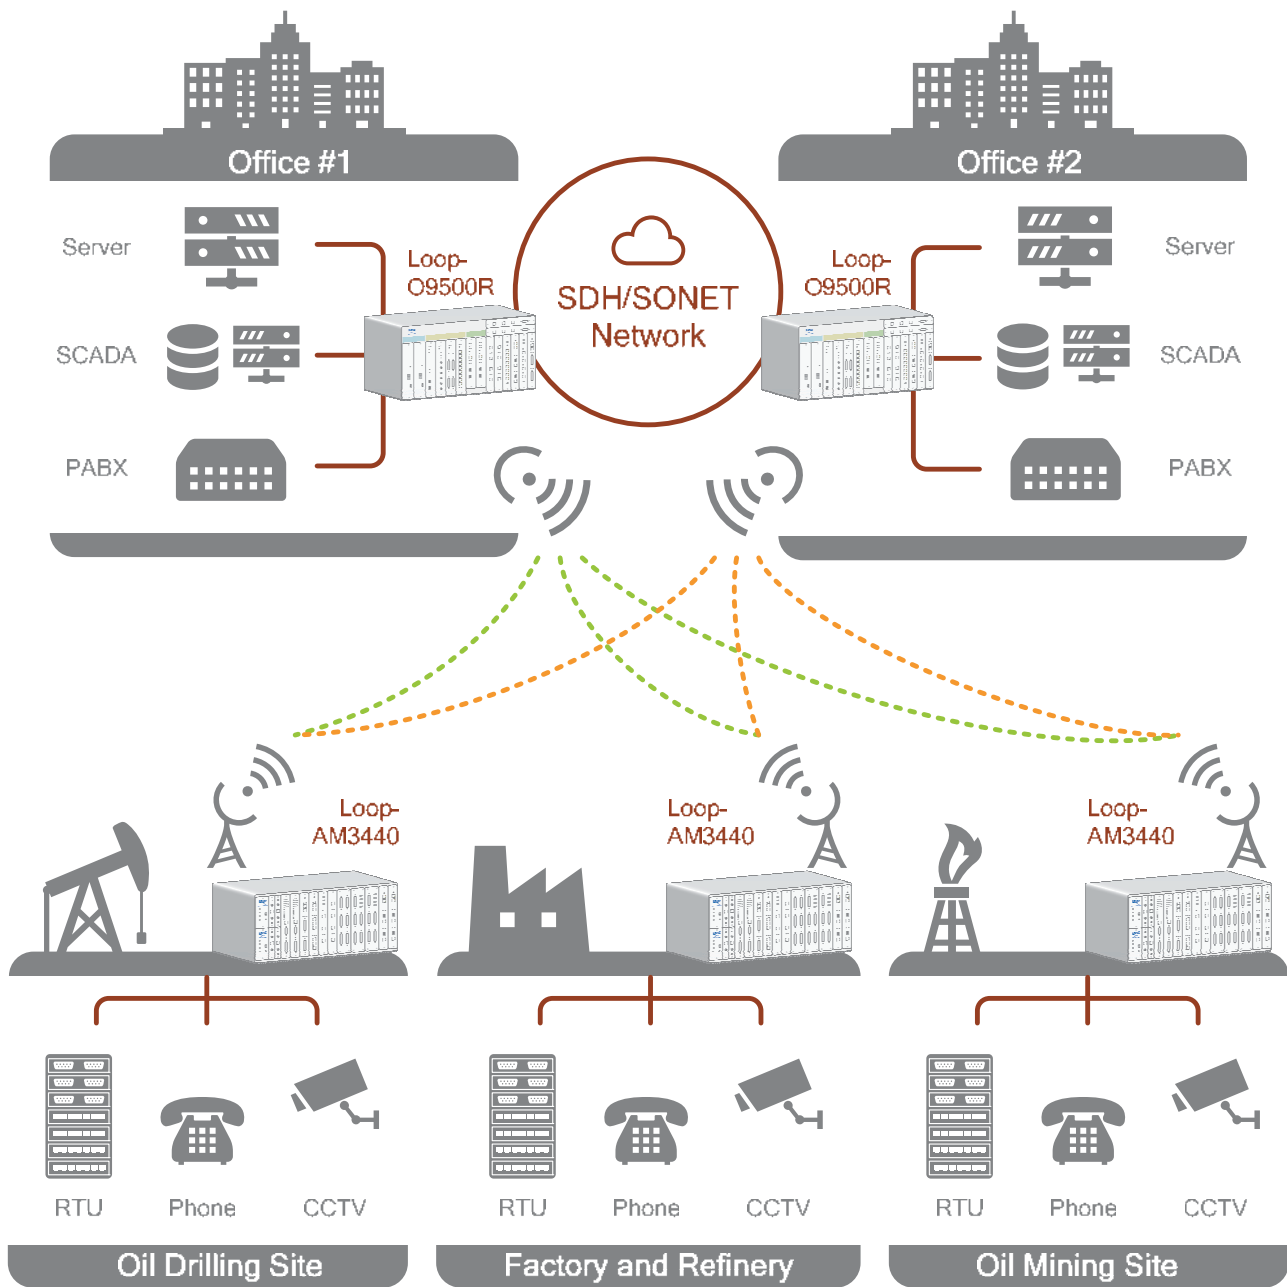 Office #1
Office #2
Server
SCADA
PABX
Loop-
O9500R
SDH/SONET
Network
Loop-
O9500R
Server
SCADA
PABX
Loop-
AM3440
Loop-
AM3440
Loop-
AM3440
RTU
Phone
CCTV
RTU
Phone
CCTV
RTU
Phone
CCTV
Oil Drilling Site
Factory and Refinery
Oil Mining Site